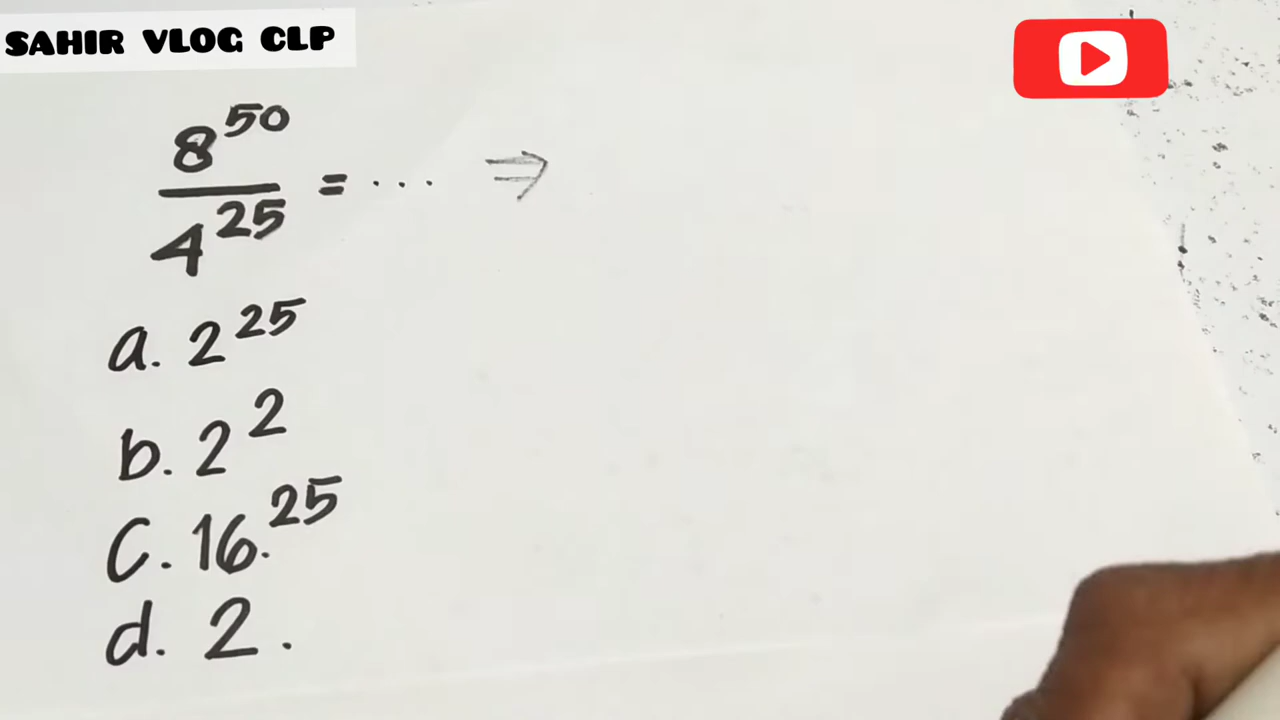 SAHIR VLOG CLP
8^50 / 4^25 = ... ⇒
a. 2^25
b. 2^2
C. 16.^25
d. 2.